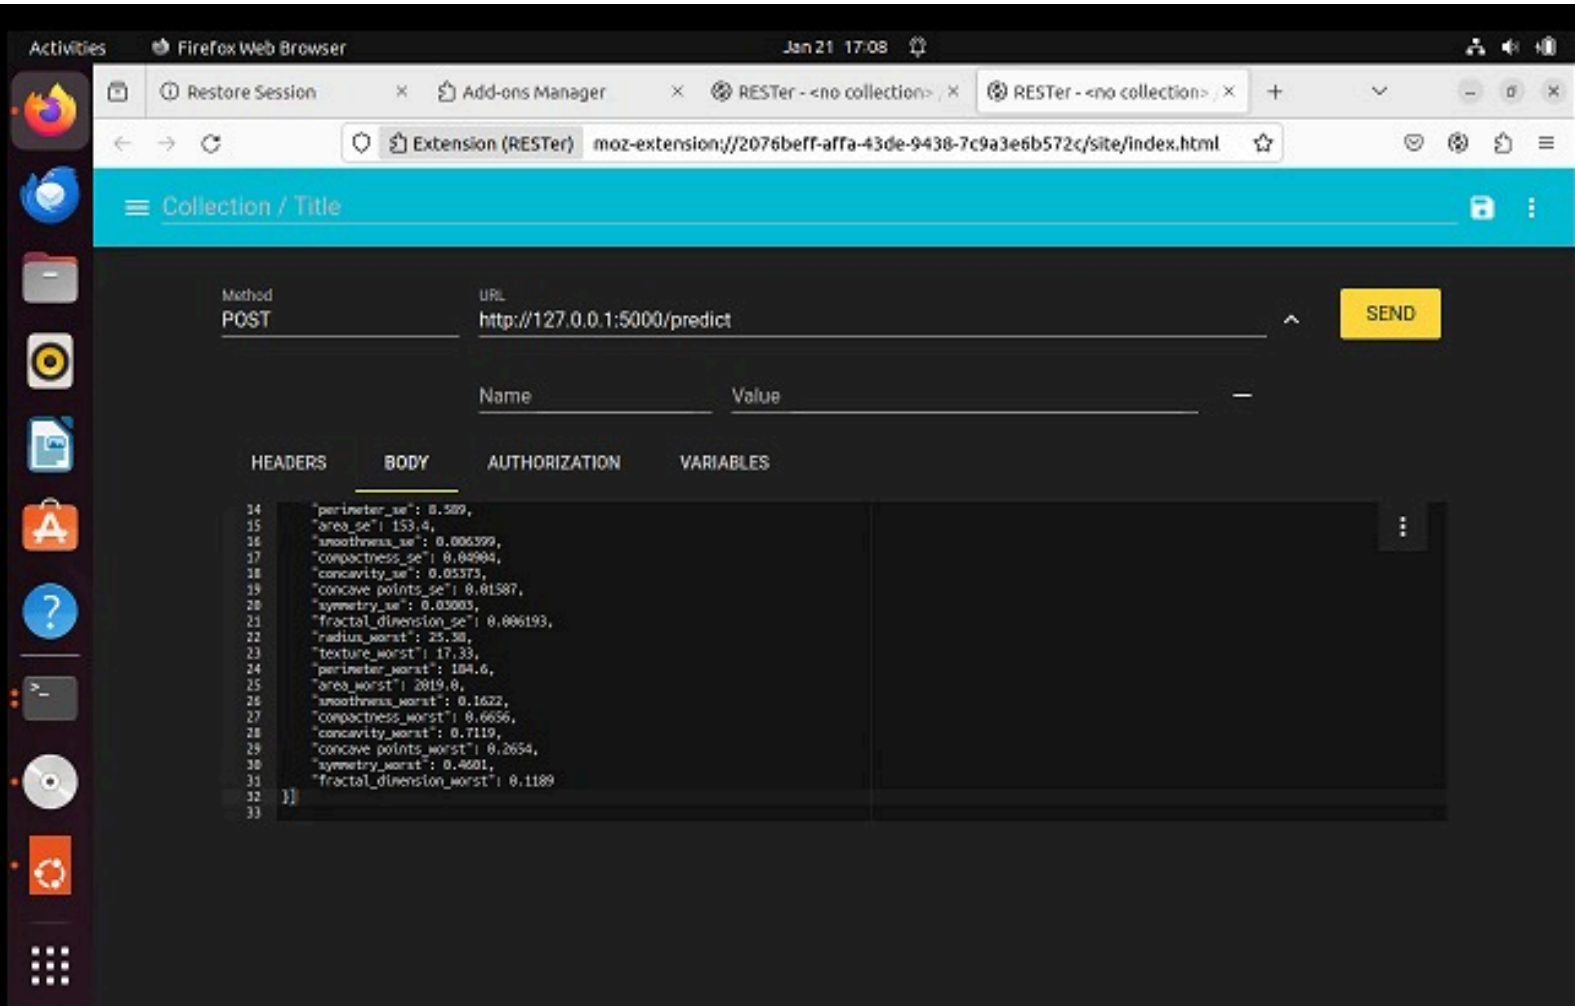 Activities Firefox Web Browser Jan 21 17:08
Restore Session × Add-ons Manager × RESTer - <no collection> / × RESTer - <no collection> / × +
Extension (RESTer) moz-extension://2076beff-affa-43de-9438-7c9a3e6b572c/site/index.html
Collection / Title
Method URL
POST http://127.0.0.1:5000/predict SEND
Name Value
HEADERS BODY AUTHORIZATION VARIABLES
14 "perimeter_se": 8.589,
15 "area_se": 153.4,
16 "smoothness_se": 0.006399,
17 "compactness_se": 0.04904,
18 "concavity_se": 0.05373,
19 "concave points_se": 0.01587,
20 "symmetry_se": 0.03003,
21 "fractal_dimension_se": 0.006193,
22 "radius_worst": 25.38,
23 "texture_worst": 17.33,
24 "perimeter_worst": 184.6,
25 "area_worst": 2019.0,
26 "smoothness_worst": 0.1622,
27 "compactness_worst": 0.6656,
28 "concavity_worst": 0.7119,
29 "concave points_worst": 0.2654,
30 "symmetry_worst": 0.4601,
31 "fractal_dimension_worst": 0.1189
32 }]
33